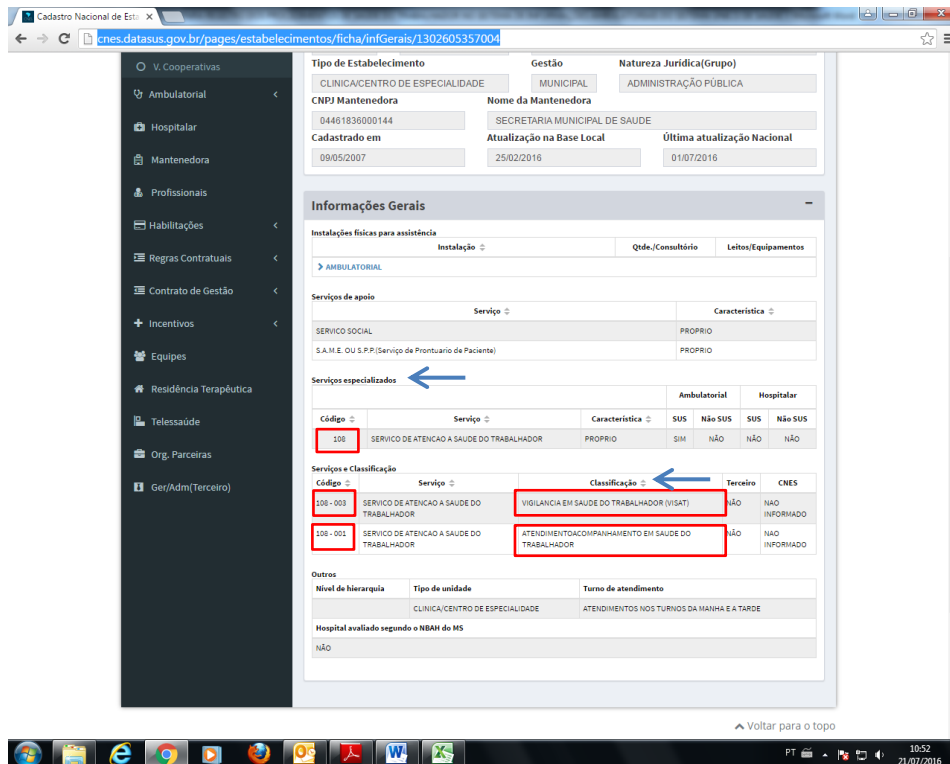 Cadastro Nacional de Esta
cnes.datasus.gov.br/pages/estabelecimentos/ficha/infGerais/1302605357004
V. Cooperativas
Ambulatorial
Hospitalar
Mantenedora
Profissionais
Habilitações
Regras Contratuais
Contrato de Gestão
Incentivos
Equipes
Residência Terapêutica
Telessaúde
Org. Parceiras
Ger/Adm(Terceiro)
Tipo de Estabelecimento Gestão Natureza Jurídica(Grupo)
CLINICA/CENTRO DE ESPECIALIDADE MUNICIPAL ADMINISTRAÇÃO PÚBLICA
CNPJ Mantenedora Nome da Mantenedora
04461836000144 SECRETARIA MUNICIPAL DE SAUDE
Cadastrado em Atualização na Base Local Última atualização Nacional
09/05/2007 25/02/2016 01/07/2016
Informações Gerais
Instalações físicas para assistência
Instalação Qtde./Consultório Leitos/Equipamentos
AMBULATORIAL
Serviços de apoio
Serviço Característica
SERVICO SOCIAL PROPRIO
S.A.M.E. OU S.P.P.(Serviço de Prontuario de Paciente) PROPRIO
Serviços especializados
Ambulatorial Hospitalar
Código Serviço Característica SUS Não SUS SUS Não SUS
108 SERVICO DE ATENCAO A SAUDE DO TRABALHADOR PROPRIO SIM NÃO NÃO NÃO
Serviços e Classificação
Código Serviço Classificação Terceiro CNES
108 - 003 SERVICO DE ATENCAO A SAUDE DO VIGILANCIA EM SAUDE DO TRABALHADOR (VISAT) NÃO NAO
TRABALHADOR INFORMADO
108 - 001 SERVICO DE ATENCAO A SAUDE DO ATENDIMENTOACOMPANHAMENTO EM SAUDE DO NÃO NAO
TRABALHADOR TRABALHADOR INFORMADO
Outros
Nível de hierarquia Tipo de unidade Turno de atendimento
CLINICA/CENTRO DE ESPECIALIDADE ATENDIMENTOS NOS TURNOS DA MANHA E A TARDE
Hospital avaliado segundo o NBAH do MS
NÃO
Voltar para o topo
PT
10:52
21/07/2016